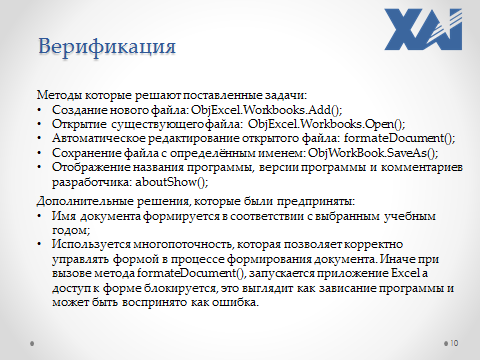 ХАІ
Верификация
Методы которые решают поставленные задачи:
• Создание нового файла: ObjExcel.Workbooks.Add();
• Открытие существующего файла: ObjExcel.Workbooks.Open();
• Автоматическое редактирование открытого файла: formateDocument();
• Сохранение файла с определённым именем: ObjWorkBook.SaveAs();
• Отображение названия программы, версии программы и комментариев
разработчика: aboutShow();
Дополнительные решения, которые были предприняты:
• Имя документа формируется в соответствии с выбранным учебным
годом;
• Используется многопоточность, которая позволяет корректно
управлять формой в процессе формирования документа. Иначе при
вызове метода formateDocument(), запускается приложение Excel а
доступ к форме блокируется, это выглядит как зависание программы и
может быть воспринято как ошибка.
10